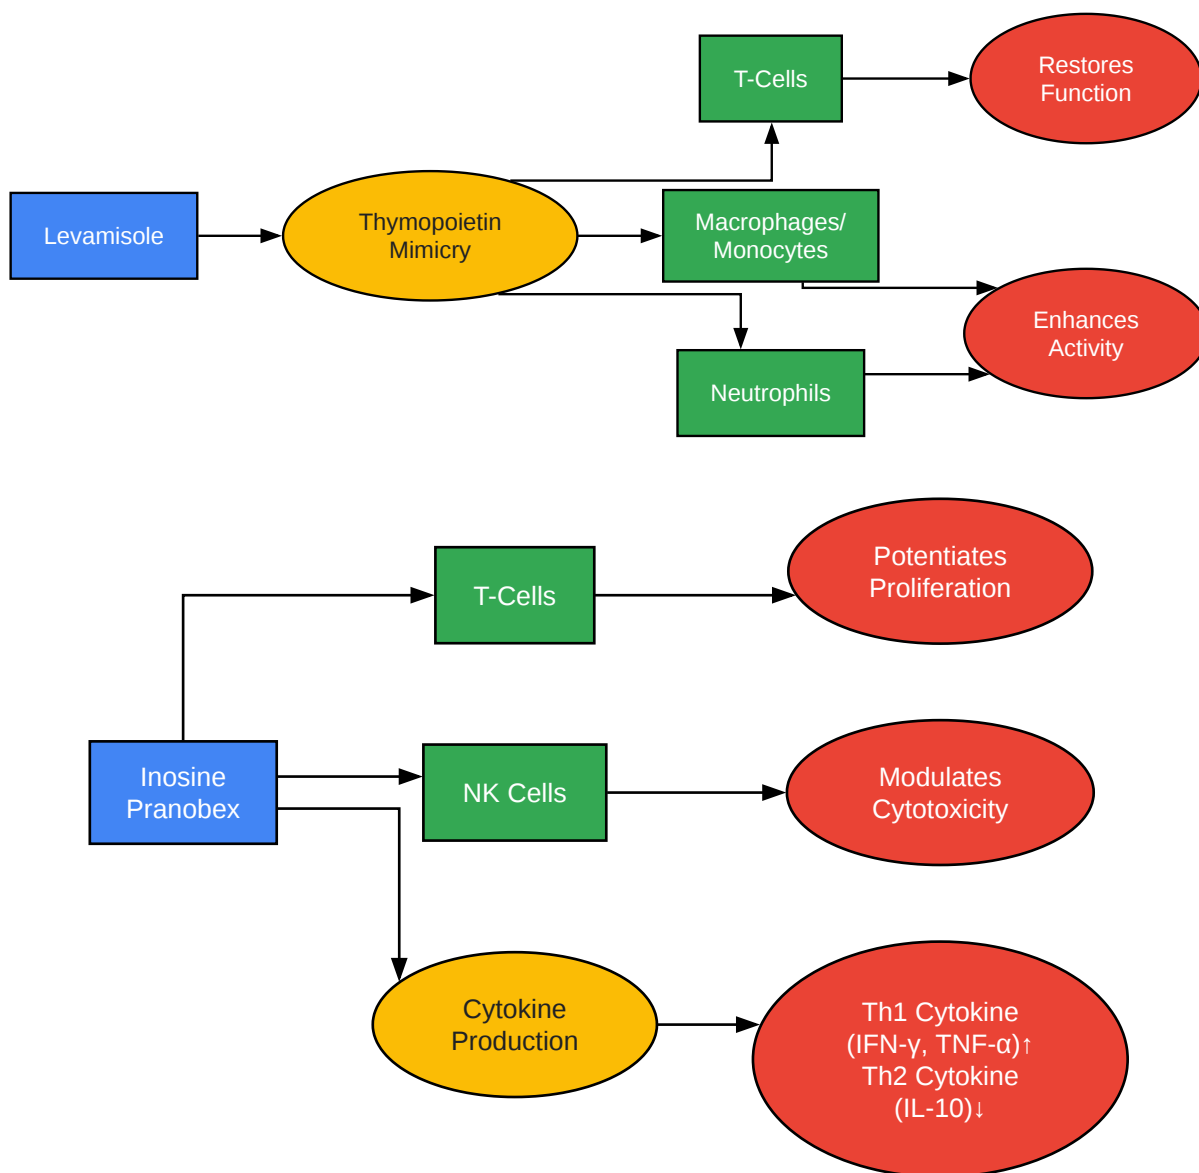 T-Cells
Restores
Function
Levamisole
Thymopoietin
Mimicry
Macrophages/
Monocytes
Enhances
Activity
Neutrophils
T-Cells
Potentiates
Proliferation
Inosine
Pranobex
NK Cells
Modulates
Cytotoxicity
Cytokine
Production
Th1 Cytokine
(IFN-γ, TNF-α)↑
Th2 Cytokine
(IL-10)↓